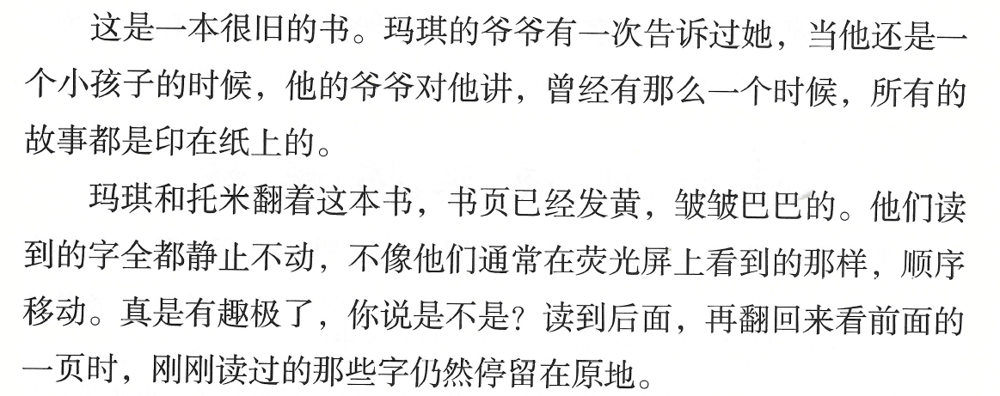 这是一本很旧的书。玛琪的爷爷有一次告诉过她，当他还是一
个小孩子的时候，他的爷爷对他讲，曾经有那么一个时候，所有的
故事都是印在纸上的。
玛琪和托米翻着这本书，书页已经发黄，皱皱巴巴的。他们读
到的字全都静止不动，不像他们通常在荧光屏上看到的那样，顺序
移动。真是有趣极了，你说是不是？读到后面，再翻回来看前面的
一页时，刚刚读过的那些字仍然停留在原地。